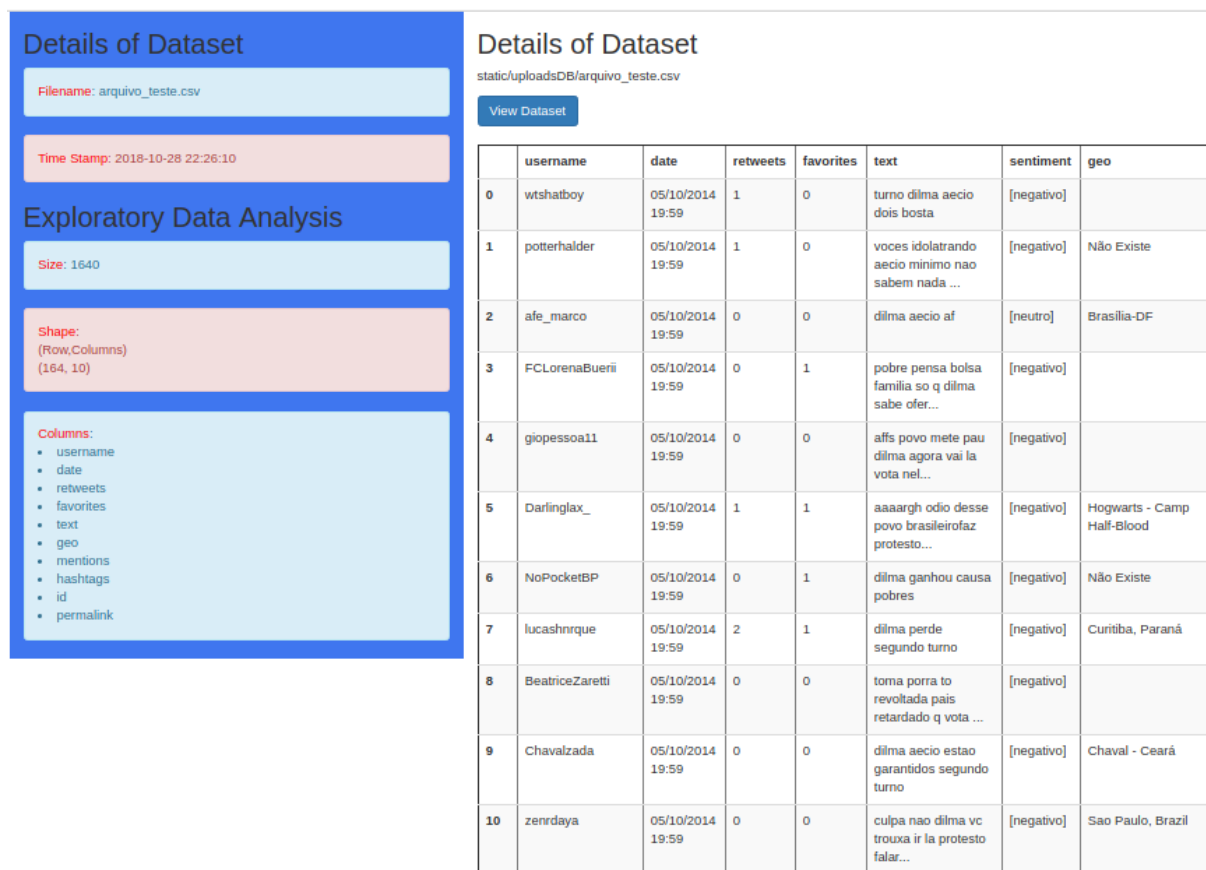 Details of Dataset
Filename: arquivo_teste.csv
Time Stamp: 2018-10-28 22:26:10
Exploratory Data Analysis
Size: 1640
Shape:
(Row,Columns)
(164, 10)
Columns:
username
date
retweets
favorites
text
geo
mentions
hashtags
id
permalink
Details of Dataset
static/uploadsDB/arquivo_teste.csv
View Dataset
username date retweets favorites text sentiment geo
0 wtshatboy 05/10/2014 1 0 turno dilma aecio [negativo]
19:59 dois bosta
1 potterhalder 05/10/2014 1 0 voces idolatrando [negativo] Não Existe
19:59 aecio minimo nao
sabem nada ...
2 afe_marco 05/10/2014 0 0 dilma aecio af [neutro] Brasília-DF
19:59
3 FCLorenaBuerii 05/10/2014 0 1 pobre pensa bolsa [negativo]
19:59 familia so q dilma
sabe ofer...
4 giopessoa11 05/10/2014 0 0 affs povo mete pau [negativo]
19:59 dilma agora vai la
vota nel...
5 Darlinglax_ 05/10/2014 1 1 aaaargh odio desse [negativo] Hogwarts - Camp
19:59 povo brasileirofaz Half-Blood
protesto...
6 NoPocketBP 05/10/2014 0 1 dilma ganhou causa [negativo] Não Existe
19:59 pobres
7 lucashnrque 05/10/2014 2 1 dilma perde [negativo] Curitiba, Paraná
19:59 segundo turno
8 BeatriceZaretti 05/10/2014 0 0 toma porra to [negativo]
19:59 revoltada pais
retardado q vota ...
9 Chavalzada 05/10/2014 0 0 dilma aecio estao [negativo] Chaval - Ceará
19:59 garantidos segundo
turno
10 zenrdaya 05/10/2014 0 0 culpa nao dilma vc [negativo] Sao Paulo, Brazil
19:59 trouxa ir la protesto
falar...